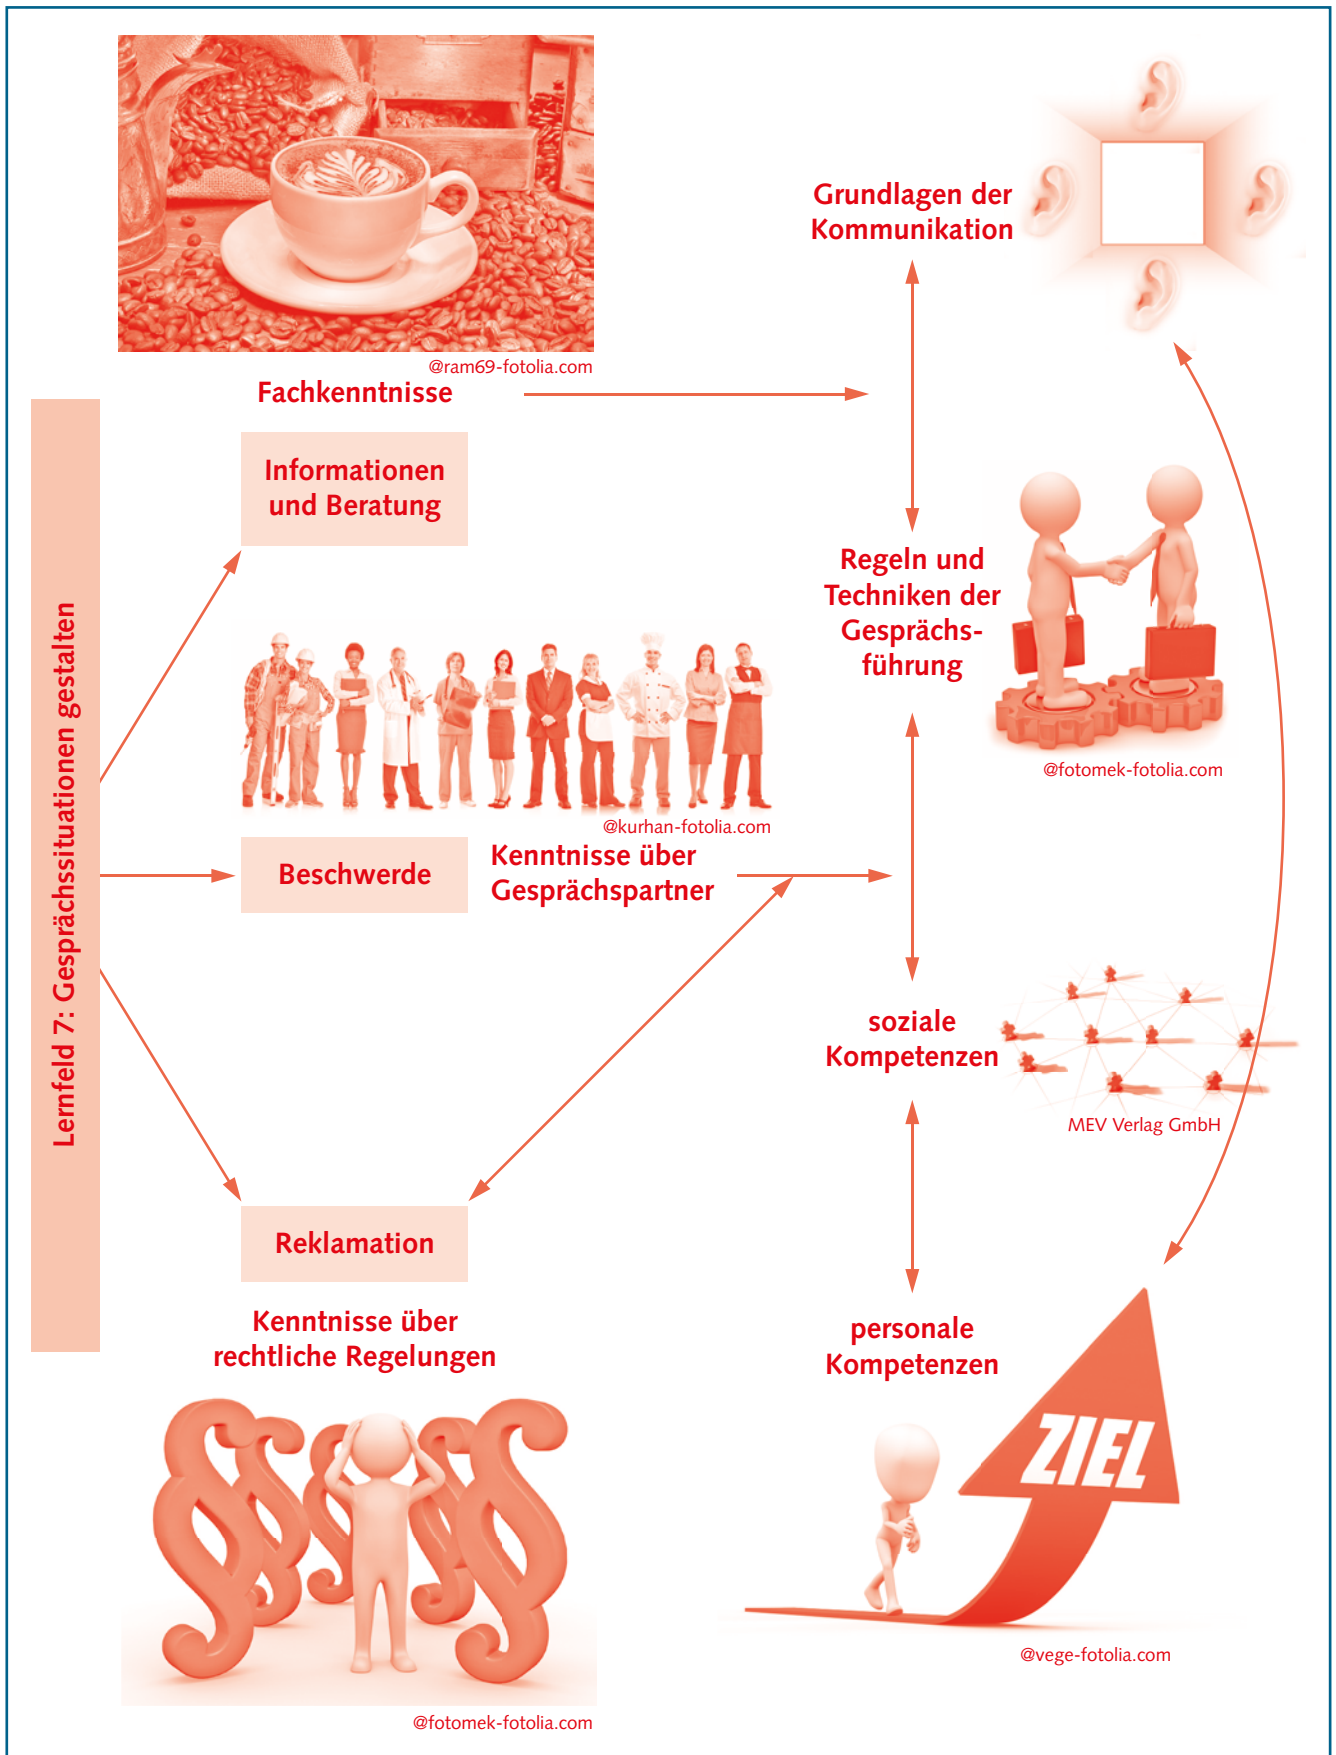 @ram69-fotolia.com
Fachkenntnisse
Informationen
und Beratung
Lernfeld 7: Gesprächssituationen gestalten
@kurhan-fotolia.com
Beschwerde
Kenntnisse über
Gesprächspartner
Reklamation
Kenntnisse über
rechtliche Regelungen
@fotomek-fotolia.com
Grundlagen der
Kommunikation
Regeln und
Techniken der
Gesprächs-
führung
@fotomek-fotolia.com
soziale
Kompetenzen
MEV Verlag GmbH
personale
Kompetenzen
ZIEL
@vege-fotolia.com